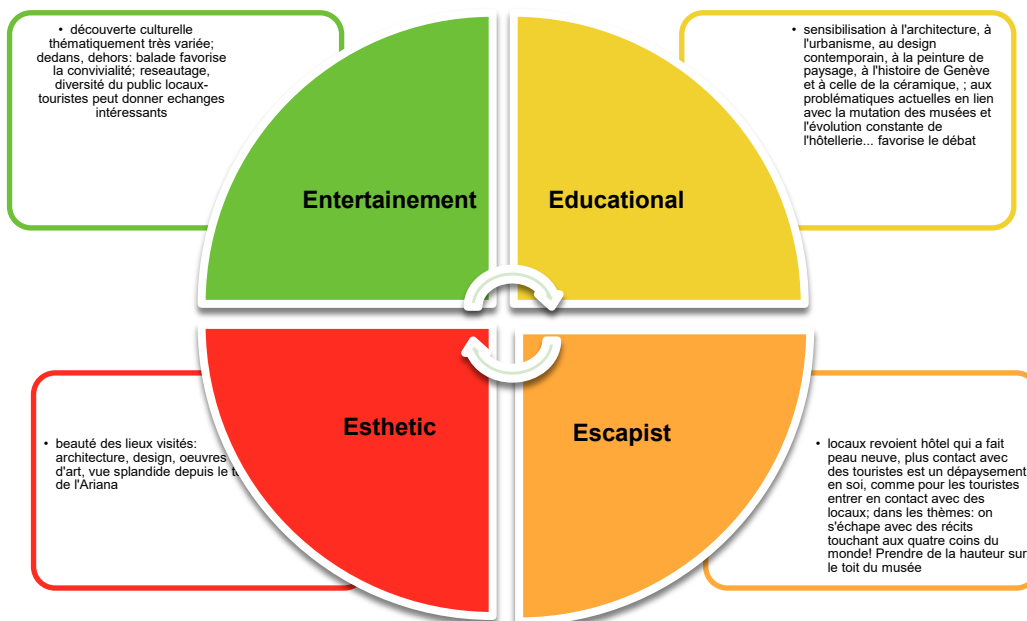 • découverte culturelle
thématiquement très variée;
dedans, dehors: balade favorise
la convivialité; reseautage,
diversité du public locaux-
touristes peut donner echanges
intéressants
• sensibilisation à l'architecture, à
l'urbanisme, au design
contemporain, à la peinture de
paysage, à l'histoire de Genève
et à celle de la céramique, ; aux
problématiques actuelles en lien
avec la mutation des musées et
l'évolution constante de
l'hôtellerie... favorise le débat
Entertainement
Educational
Esthetic
Escapist
• beauté des lieux visités:
architecture, design, oeuvres
d'art, vue splandide depuis le
de l'Ariana
• locaux revoient hôtel qui a fait
peau neuve, plus contact avec
des touristes est un dépaysement
en soi, comme pour les touristes
entrer en contact avec des
locaux; dans les thèmes: on
s'échape avec des récits
touchant aux quatre coins du
monde! Prendre de la hauteur sur
le toit du musée